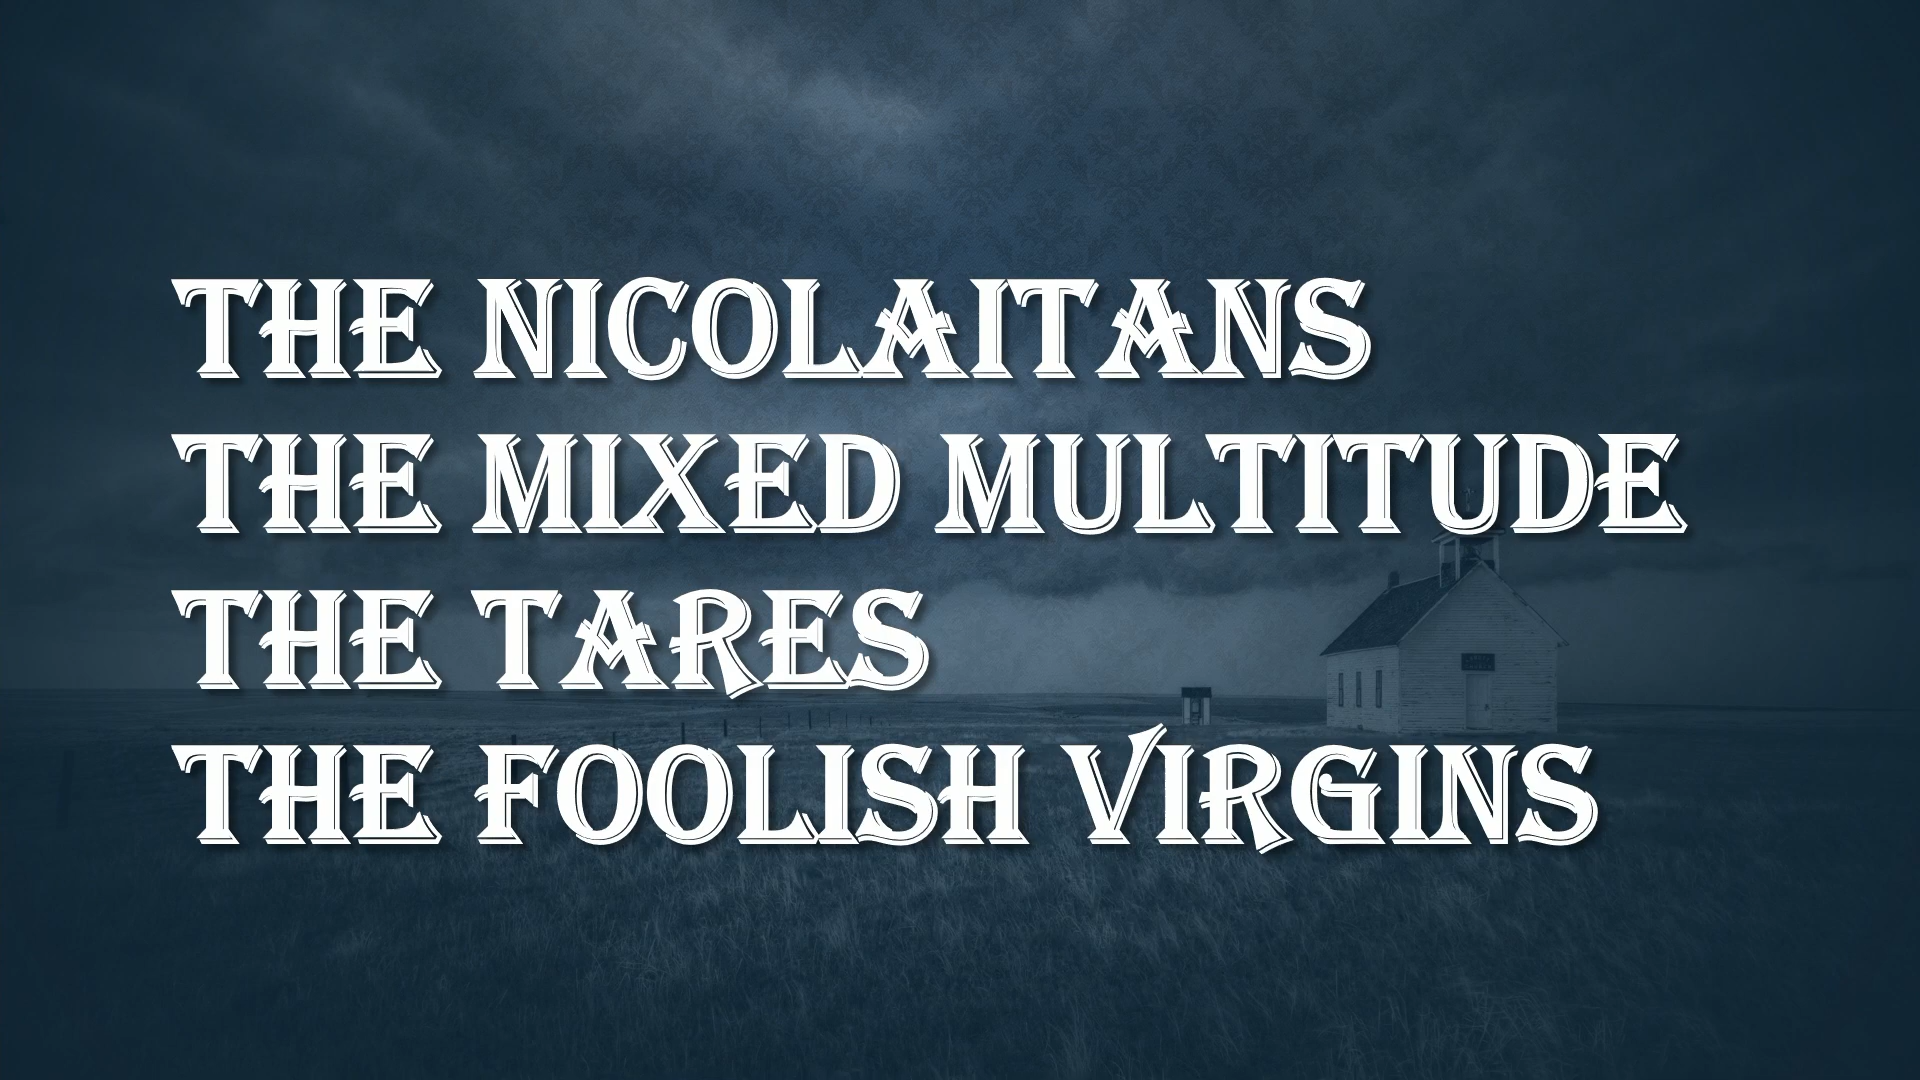 THE NICOLAITANS
THE MIXED MULTITUDE
THE TARES
THE FOOLISH VIRGINS